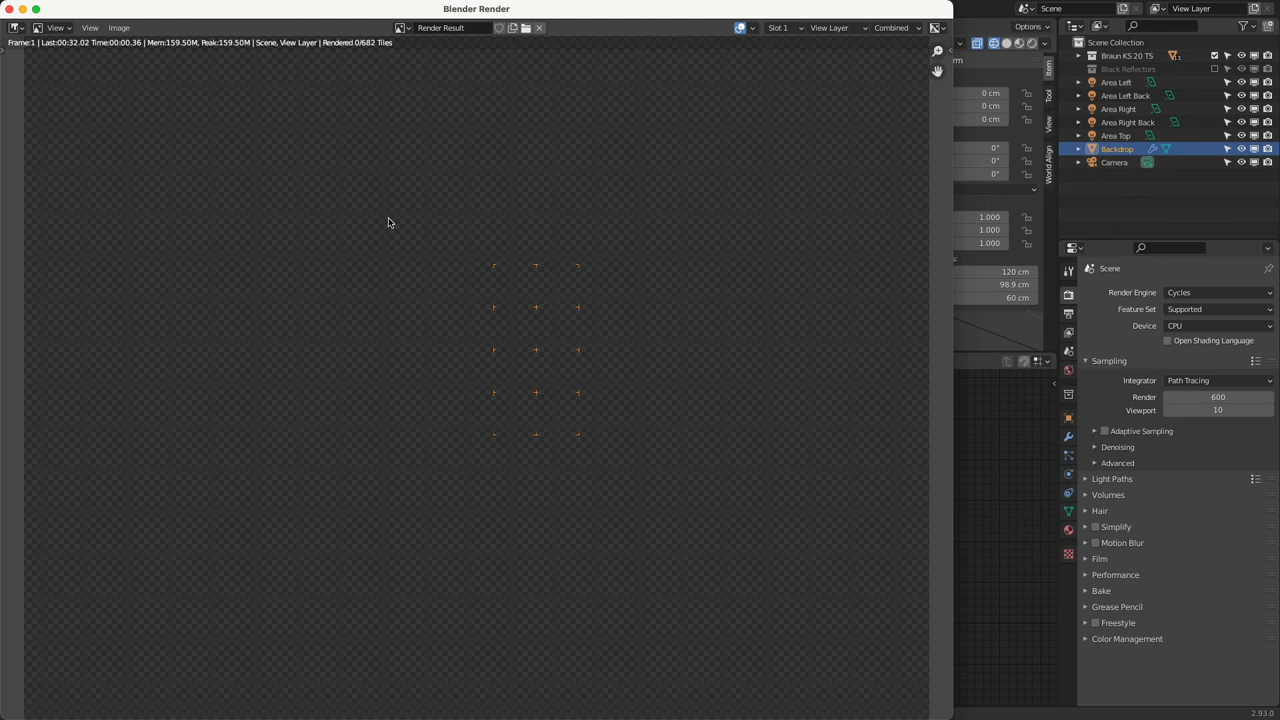 Blender Render
View
View
Image
Render Result
Slot 1
View Layer
Combined
Frame:1 | Last:00:32.02 Time:00:00.36 | Mem:159.50M, Peak:159.50M | Scene, View Layer | Rendered 0/682 Tiles
Scene
View Layer
Options
Scene Collection
Braun KS 20 TS
13
Black Reflectors
Area Left
Area Left Back
Area Right
Area Right Back
Area Top
Backdrop
Camera
Item
Tool
View
World Align
rm
0 cm
0 cm
0 cm
0°
0°
0°
1.000
1.000
1.000
s:
120 cm
98.9 cm
60 cm
Scene
Render Engine
Cycles
Feature Set
Supported
Device
CPU
Open Shading Language
Sampling
Integrator
Path Tracing
Render
600
Viewport
10
Adaptive Sampling
Denoising
Advanced
Light Paths
Volumes
Hair
Simplify
Motion Blur
Film
Performance
Bake
Grease Pencil
Freestyle
Color Management
2.93.0